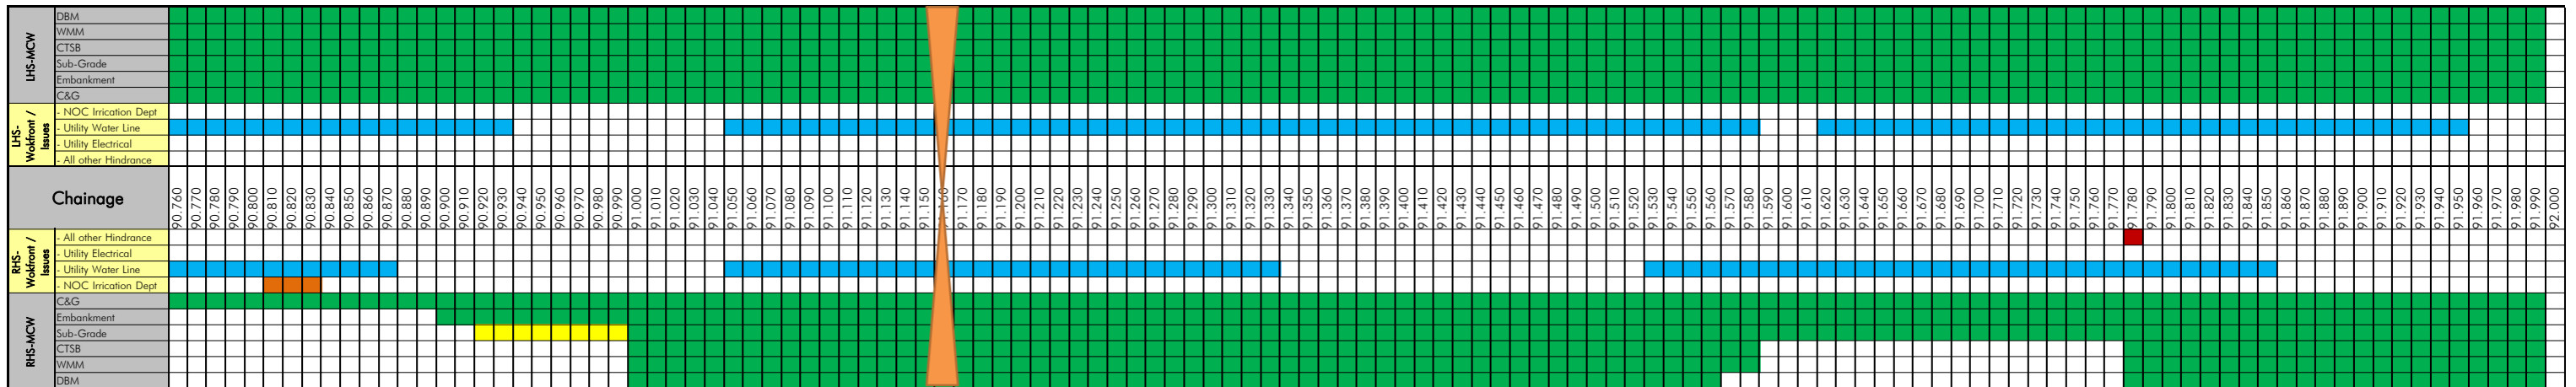 LHS-MCW
DBM
WMM
CTSB
Sub-Grade
Embankment
C&G
LHS-
Wokfront /
Issues
- NOC Irrication Dept
- Utility Water Line
- Utility Electrical
- All other Hindrance
Chainage
90.760 90.770 90.780 90.790 90.800 90.810 90.820 90.830 90.840 90.850 90.860 90.870 90.880 90.890 90.900 90.910 90.920 90.930 90.940 90.950 90.960 90.970 90.980 90.990 91.000 91.010 91.020 91.030 91.040 91.050 91.060 91.070 91.080 91.090 91.100 91.110 91.120 91.130 91.140 91.150 91.170 91.180 91.190 91.200 91.210 91.220 91.230 91.240 91.250 91.260 91.270 91.280 91.290 91.300 91.310 91.320 91.330 91.340 91.350 91.360 91.370 91.380 91.390 91.400 91.410 91.420 91.430 91.440 91.450 91.460 91.470 91.480 91.490 91.500 91.510 91.520 91.530 91.540 91.550 91.560 91.570 91.580 91.590 91.600 91.610 91.620 91.630 91.640 91.650 91.660 91.670 91.680 91.690 91.700 91.710 91.720 91.730 91.740 91.750 91.760 91.770 91.780 91.790 91.800 91.810 91.820 91.830 91.840 91.850 91.860 91.870 91.880 91.890 91.900 91.910 91.920 91.930 91.940 91.950 91.960 91.970 91.980 91.990 92.000
RHS-
Wokfront /
Issues
- All other Hindrance
- Utility Electrical
- Utility Water Line
- NOC Irrication Dept
RHS-MCW
C&G
Embankment
Sub-Grade
CTSB
WMM
DBM